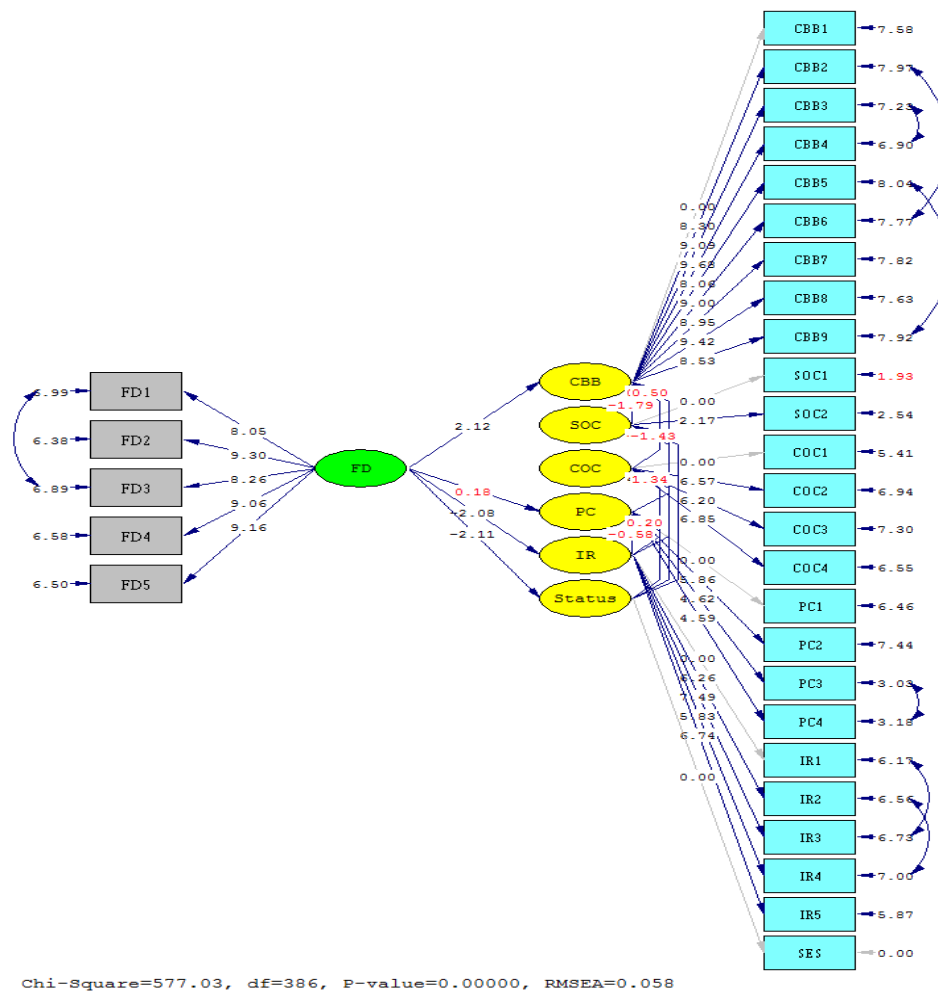 CBB1 7.58
CBB2 7.97
CBB3 7.23
CBB4 6.90
CBB5 8.04
CBB6 7.77
CBB7 7.82
CBB8 7.63
CBB9 7.92
SOC1 1.93
SOC2 2.54
COC1 5.41
COC2 6.94
COC3 7.30
COC4 6.55
PC1 6.46
PC2 7.44
PC3 3.03
PC4 3.18
IR1 6.17
IR2 6.56
IR3 6.73
IR4 7.00
IR5 5.87
SES 0.00
0.00
8.30
9.09
9.68
8.06
9.00
8.95
9.42
8.53
0.00
2.17
0.00
6.57
6.20
6.85
0.00
5.86
4.62
4.59
0.00
6.26
7.49
5.83
6.74
0.00
CBB
SOC
COC
PC
IR
Status
0.50
-1.79
-1.43
-1.34
0.20
-0.58
2.12
0.18
-2.08
-2.11
FD
8.05
9.30
8.26
9.06
9.16
6.99 FD1
6.38 FD2
6.89 FD3
6.58 FD4
6.50 FD5
Chi-Square=577.03, df=386, P-value=0.00000, RMSEA=0.058